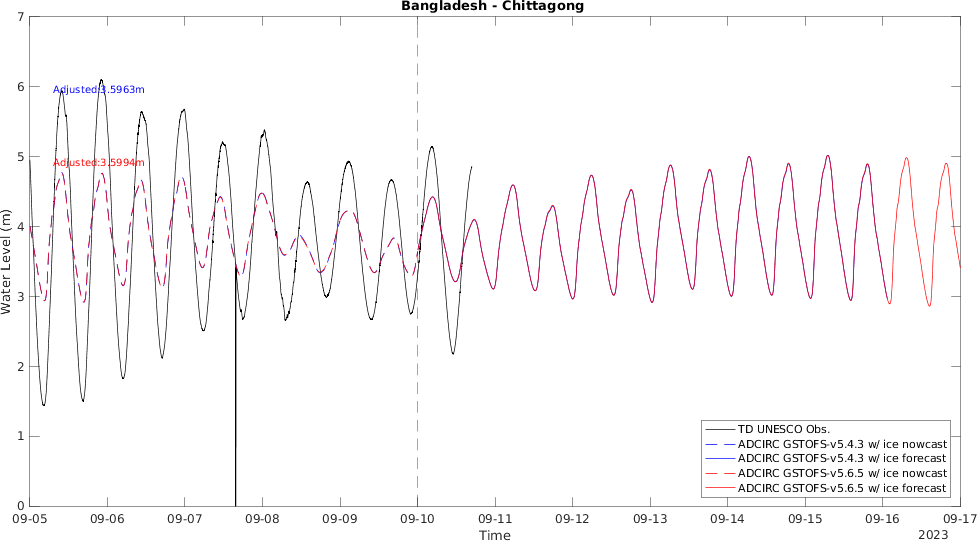 Bangladesh - Chittagong
7
6
5
4
3
2
1
0
Water Level (m)
Adjusted:3.5963m
Adjusted:3.5994m
TD UNESCO Obs.
ADCIRC GSTOFS-v5.4.3 w/ ice nowcast
ADCIRC GSTOFS-v5.4.3 w/ ice forecast
ADCIRC GSTOFS-v5.6.5 w/ ice nowcast
ADCIRC GSTOFS-v5.6.5 w/ ice forecast
09-05 09-06 09-07 09-08 09-09 09-10 09-11 09-12 09-13 09-14 09-15 09-16 09-17
Time
2023